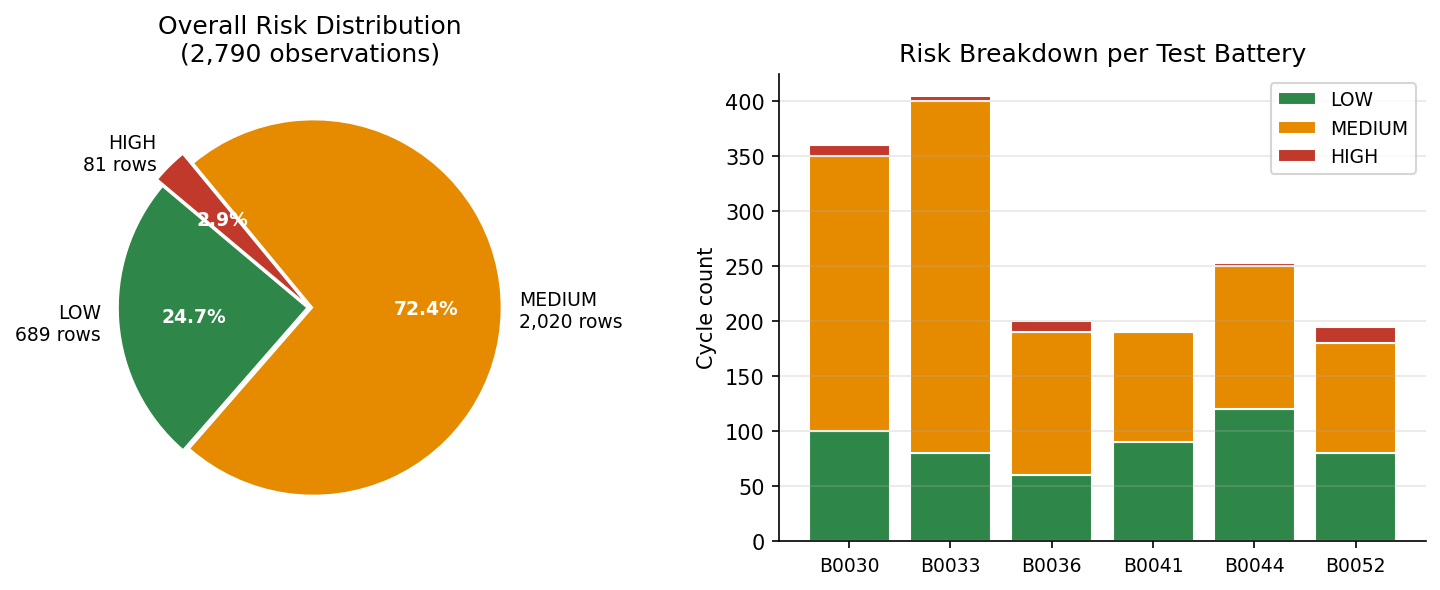 Overall Risk Distribution
(2,790 observations)
HIGH
81 rows
2.9%
LOW
689 rows
24.7%
72.4%
MEDIUM
2,020 rows
Risk Breakdown per Test Battery
LOW
MEDIUM
HIGH
Cycle count
400
350
300
250
200
150
100
50
0
B0030 B0033 B0036 B0041 B0044 B0052